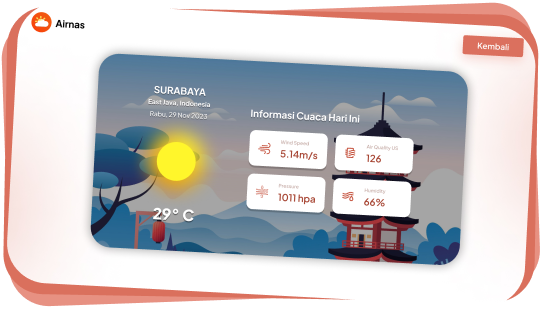 Airnas
Kembali
SURABAYA
East Java, Indonesia
Rabu, 29 Nov 2023
Informasi Cuaca Hari Ini
Wind Speed
5.14m/s
Air Quality US
126
Pressure
1011 hpa
Humidity
66%
29° C